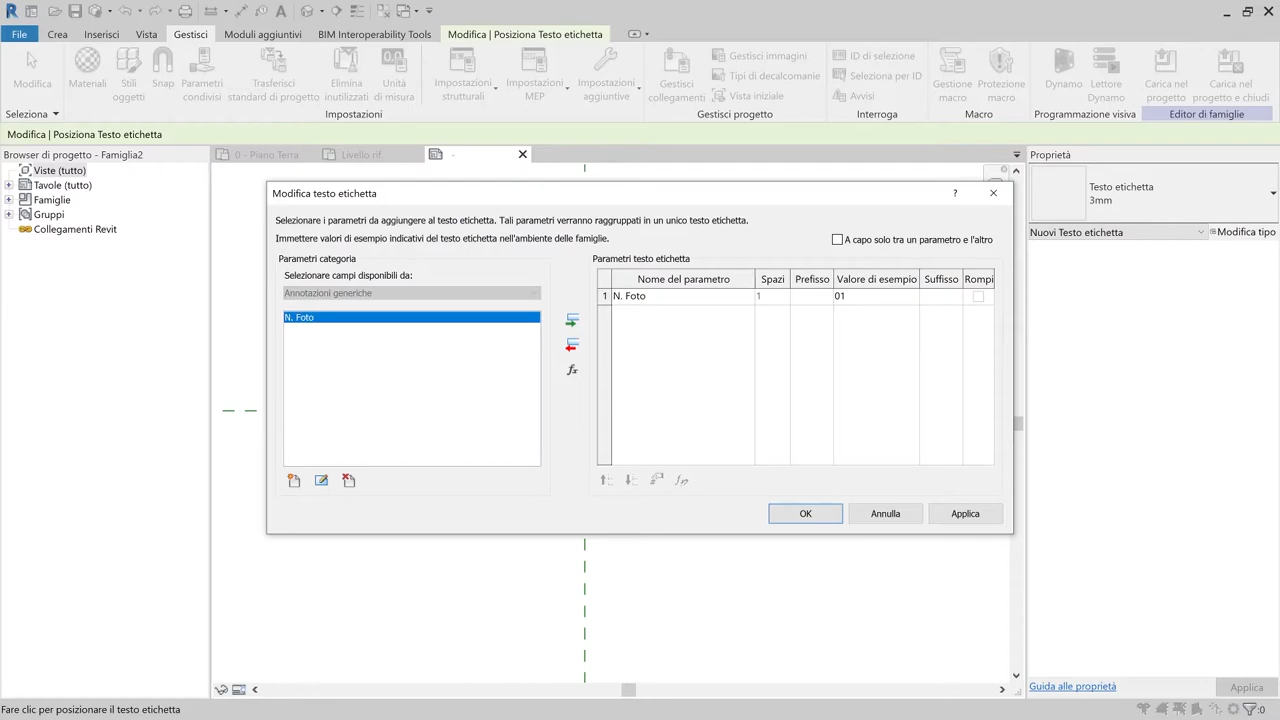 File
Crea
Inserisci
Vista
Gestisci
Moduli aggiuntivi
BIM Interoperability Tools
Modifica | Posiziona Testo etichetta
Modifica
Materiali
Stili oggetti
Snap
Parametri condivisi
Trasferisci standard di progetto
Elimina inutilizzati
Unità di misura
Impostazioni strutturali
Impostazioni MEP
Impostazioni aggiuntive
Gestisci collegamenti
Gestisci immagini
Tipi di decalcomanie
Vista iniziale
ID di selezione
Seleziona per ID
Avvisi
Gestione macro
Protezione macro
Dynamo
Lettore Dynamo
Carica nel progetto
Carica nel progetto e chiudi
Seleziona
Impostazioni
Gestisci progetto
Interroga
Macro
Programmazione visiva
Editor di famiglie
Modifica | Posiziona Testo etichetta
Browser di progetto - Famiglia2
Viste (tutto)
Tavole (tutto)
Famiglie
Gruppi
Collegamenti Revit
0 - Piano Terra
Livello rif.
-
Modifica testo etichetta
Selezionare i parametri da aggiungere al testo etichetta. Tali parametri verranno raggruppati in un unico testo etichetta.
Immettere valori di esempio indicativi del testo etichetta nell'ambiente delle famiglie.
A capo solo tra un parametro e l'altro
Parametri categoria
Selezionare campi disponibili da:
Annotazioni generiche
N. Foto
fx
Parametri testo etichetta
Nome del parametro Spazi Prefisso Valore di esempio Suffisso Rompi
1 N. Foto 1 01
OK
Annulla
Applica
Proprietà
Testo etichetta
3mm
Nuovi Testo etichetta
Modifica tipo
Guida alle proprietà
Applica
Fare clic per posizionare il testo etichetta
:0